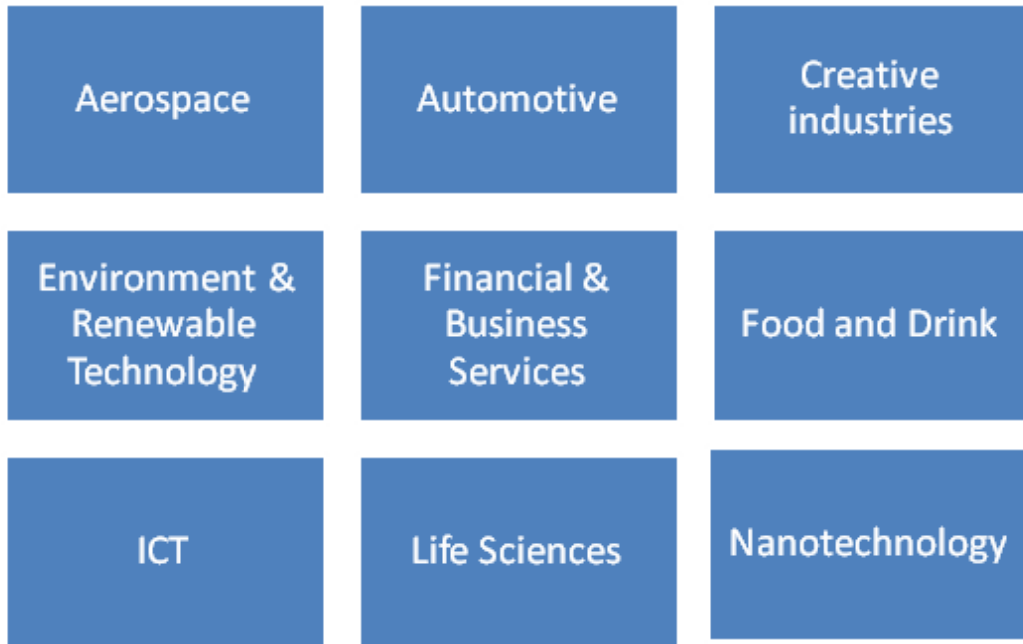 Aerospace
Automotive
Creative
industries
Environment &
Renewable
Technology
Financial &
Business
Services
Food and Drink
ICT
Life Sciences
Nanotechnology